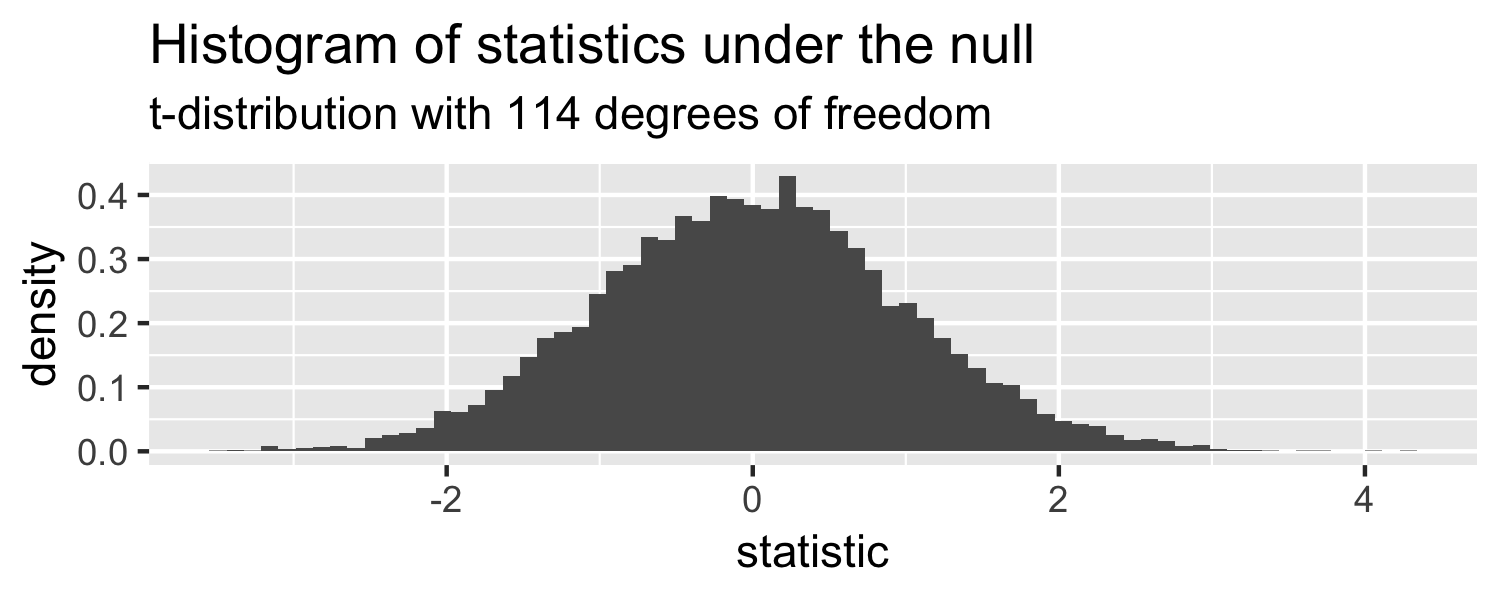 Histogram of statistics under the null
t-distribution with 114 degrees of freedom
density
0.4
0.3
0.2
0.1
0.0
-2 0 2 4
statistic